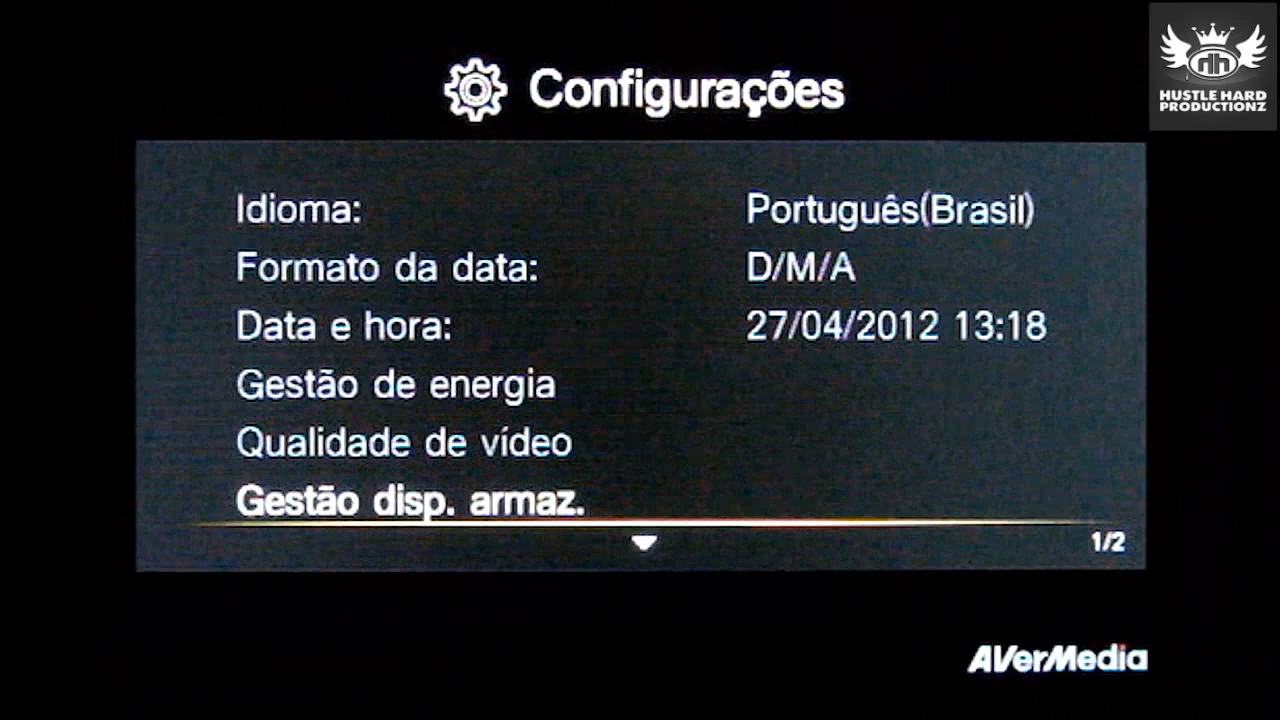 Configurações
HUSTLE HARD
PRODUCTIONZ
Idioma: Português(Brasil)
Formato da data: D/M/A
Data e hora: 27/04/2012 13:18
Gestão de energia
Qualidade de vídeo
Gestão disp. armaz.
1/2
AVerMedia